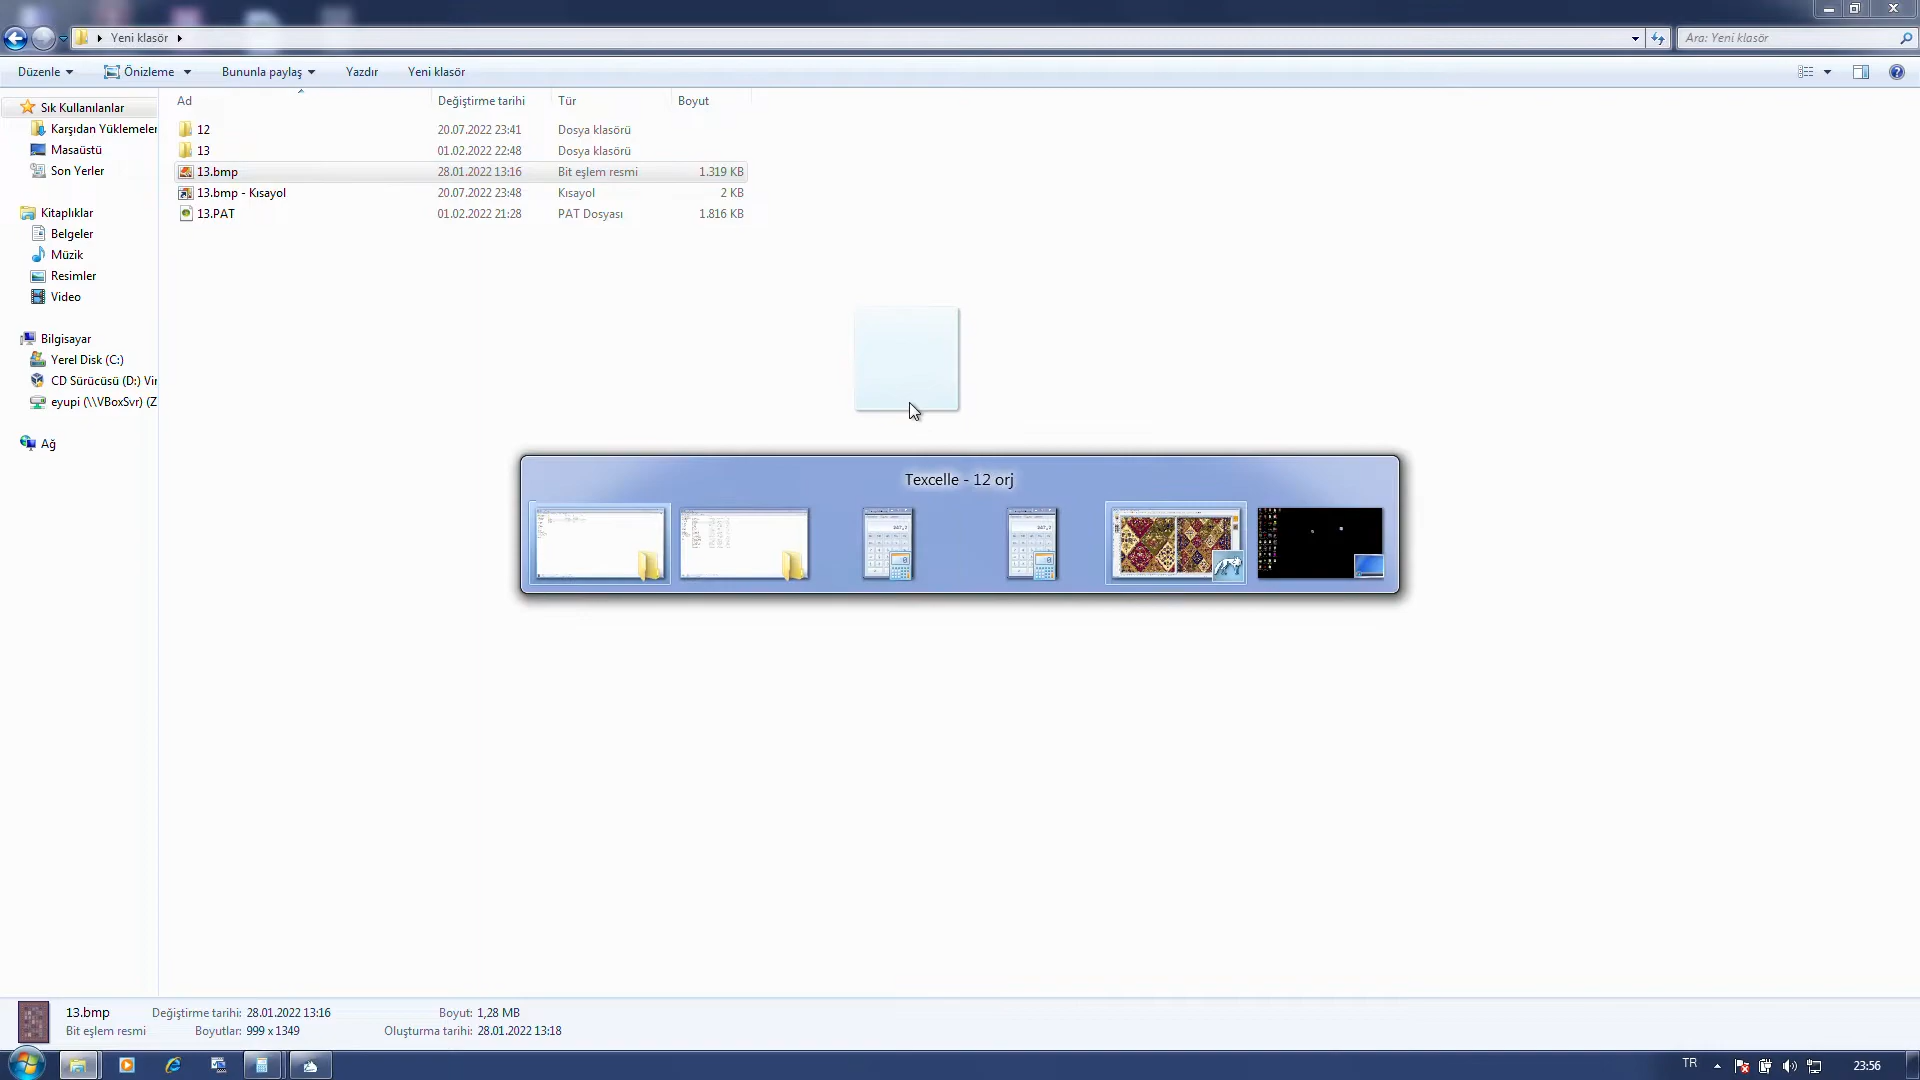 Yeni klasör
Ara: Yeni klasör
Düzenle
Önizleme
Bununla paylaş
Yazdır
Yeni klasör
Ad
Değiştirme tarihi
Tür
Boyut
12
20.07.2022 23:41
Dosya klasörü
13
01.02.2022 22:48
Dosya klasörü
13.bmp
28.01.2022 13:16
Bit eşlem resmi
1.319 KB
13.bmp - Kısayol
20.07.2022 23:48
Kısayol
2 KB
13.PAT
01.02.2022 21:28
PAT Dosyası
1.816 KB
Sık Kullanılanlar
Karşıdan Yüklemeler
Masaüstü
Son Yerler
Kitaplıklar
Belgeler
Müzik
Resimler
Video
Bilgisayar
Yerel Disk (C:)
CD Sürücüsü (D:) Vir
eyupi (\\VBoxSvr) (Z
Ağ
Texcelle - 12 orj
13.bmp
Değiştirme tarihi: 28.01.2022 13:16
Boyut: 1,28 MB
Bit eşlem resmi
Boyutlar: 999 x 1349
Oluşturma tarihi: 28.01.2022 13:18
TR
23:56